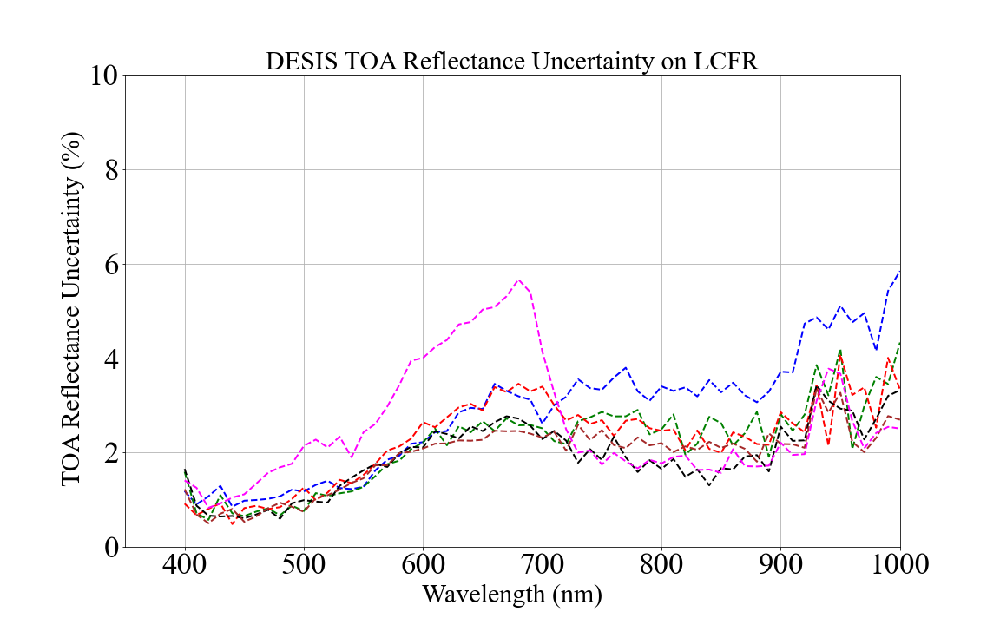 DESIS TOA Reflectance Uncertainty on LCFR
10
8
6
4
2
0
TOA Reflectance Uncertainty (%)
400 500 600 700 800 900 1000
Wavelength (nm)